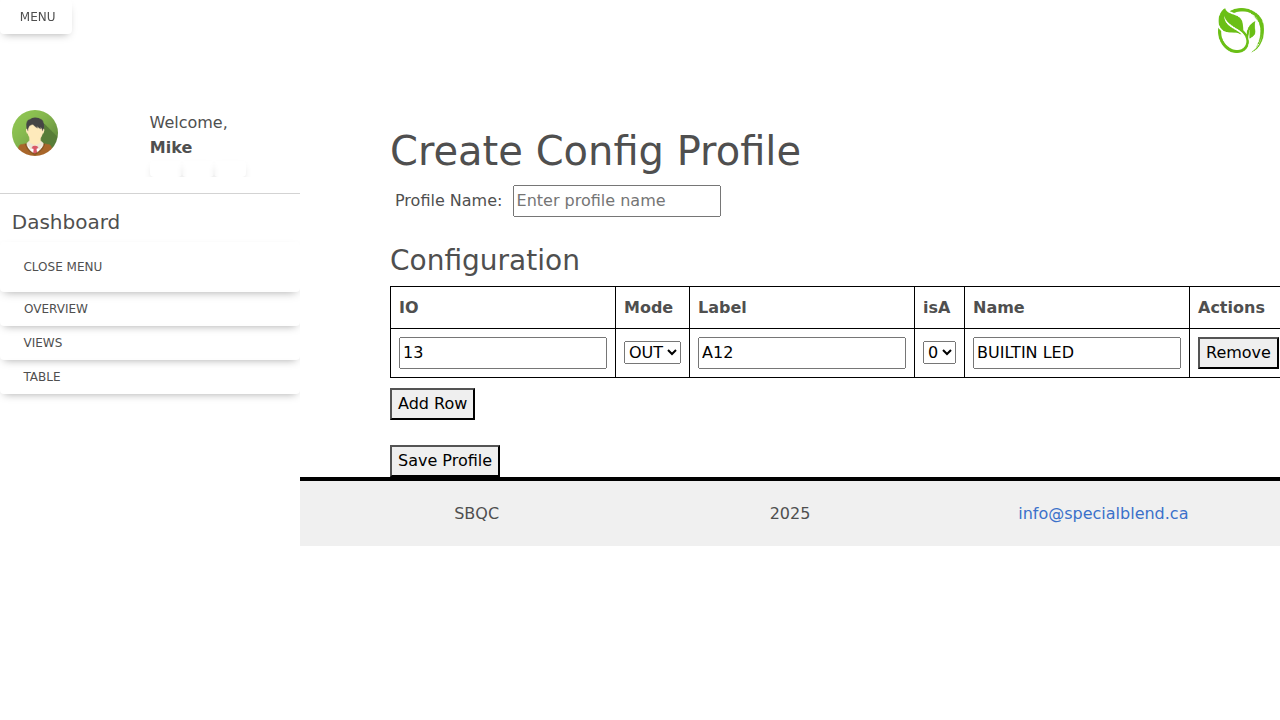 MENU
Welcome,
Mike
Dashboard
CLOSE MENU
OVERVIEW
VIEWS
TABLE
Create Config Profile
Profile Name: Enter profile name
Configuration
IO Mode Label isA Name Actions
13 OUT A12 0 BUILTIN LED Remove
Add Row
Save Profile
SBQC 2025 info@specialblend.ca